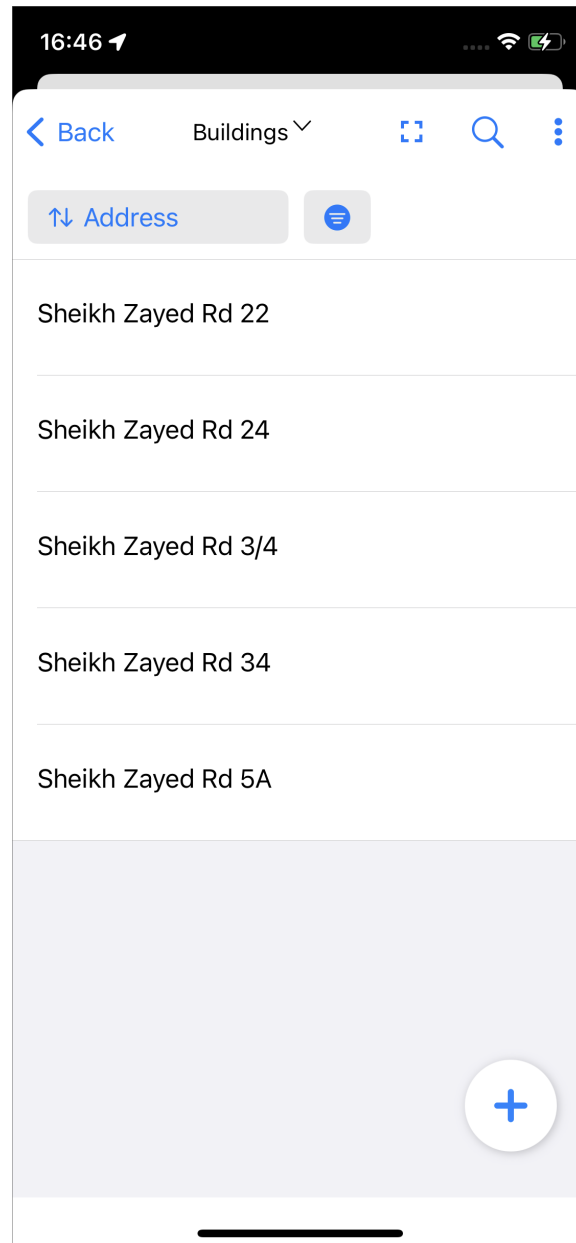 16:46
Back
Buildings
Address
Sheikh Zayed Rd 22
Sheikh Zayed Rd 24
Sheikh Zayed Rd 3/4
Sheikh Zayed Rd 34
Sheikh Zayed Rd 5A